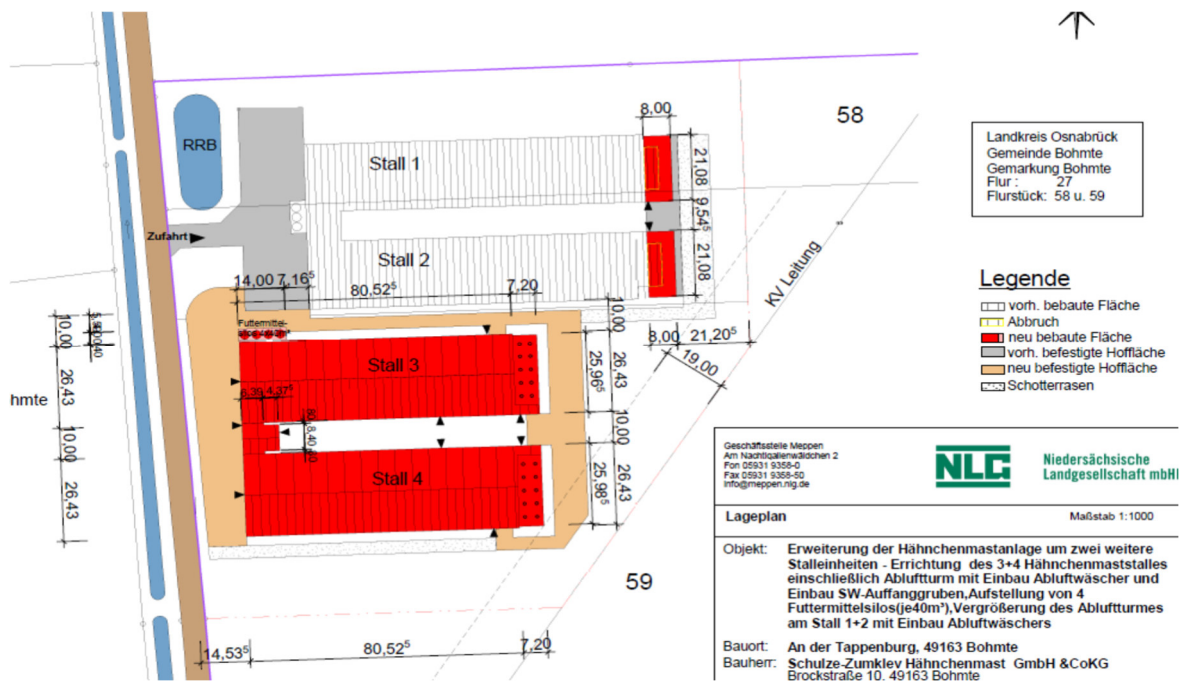 RRB
Zufahrt
Stall 1
Stall 2
Stall 3
Stall 4
58
59
8,00
21,08
9,54⁵
21,08
14,00
7,16⁵
80,52⁵
7,20
10,00
8,00
21,20⁵
19,00
KV Leitung
Futtermittel-
10,00
26,43
10,00
26,43
hmte
4,37⁵
8,40
25,96⁵
26,43
10,00
25,98⁵
26,43
14,53⁵
80,52⁵
7,20
Landkreis Osnabrück
Gemeinde Bohmte
Gemarkung Bohmte
Flur : 27
Flurstück: 58 u. 59
Legende
vorh. bebaute Fläche
Abbruch
neu bebaute Fläche
vorh. befestigte Hoffläche
neu befestigte Hoffläche
Schotterrasen
Geschäftsstelle Meppen
Am Nachtigallenwäldchen 2
Fon 05931 9358-0
Fax 05931 9358-50
info@meppen.nlg.de
NLG
Niedersächsische
Landgesellschaft mbH
Lageplan
Maßstab 1:1000
Objekt: Erweiterung der Hähnchenmastanlage um zwei weitere
Stalleinheiten - Errichtung des 3+4 Hähnchenmaststalles
einschließlich Abluftturm mit Einbau Abluftwäscher und
Einbau SW-Auffanggruben,Aufstellung von 4
Futtermittelsilos(je40m³),Vergrößerung des Abluftturmes
am Stall 1+2 mit Einbau Abluftwäschers
Bauort: An der Tappenburg, 49163 Bohmte
Bauherr: Schulze-Zumkley Hähnchenmast GmbH &CoKG
Brockstraße 10, 49163 Bohmte